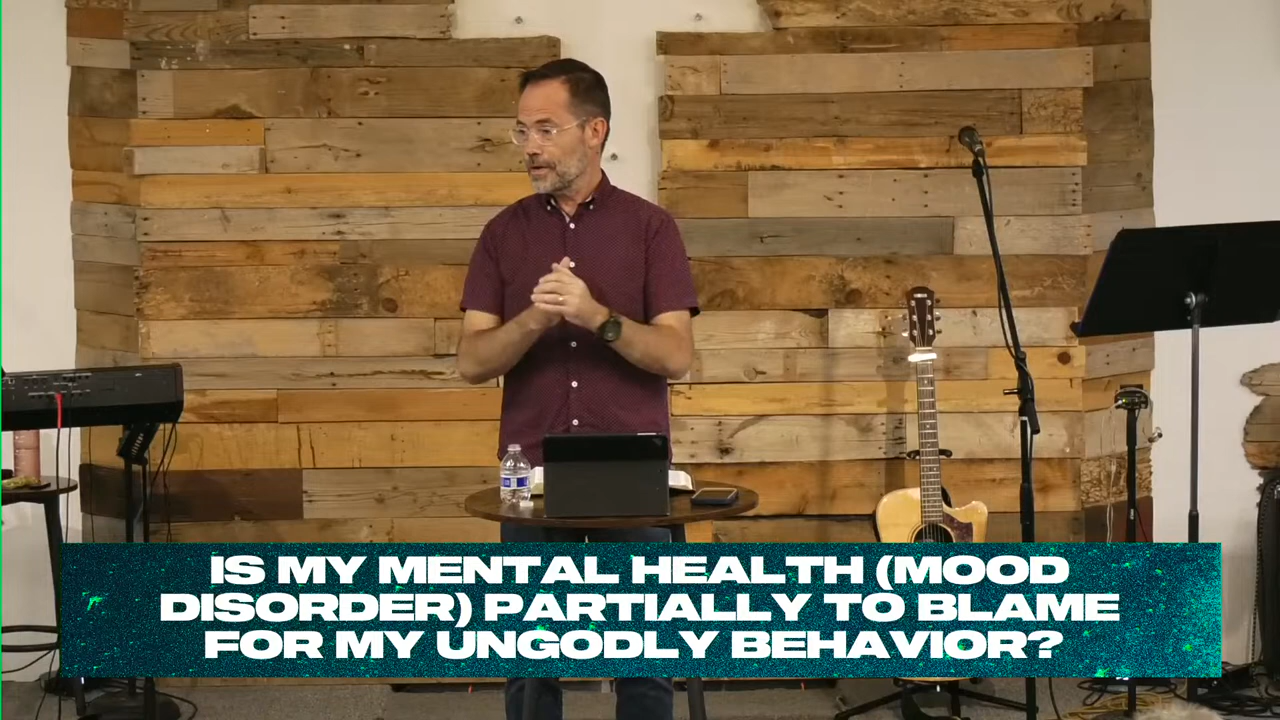 IS MY MENTAL HEALTH (MOOD
DISORDER) PARTIALLY TO BLAME
FOR MY UNGODLY BEHAVIOR?